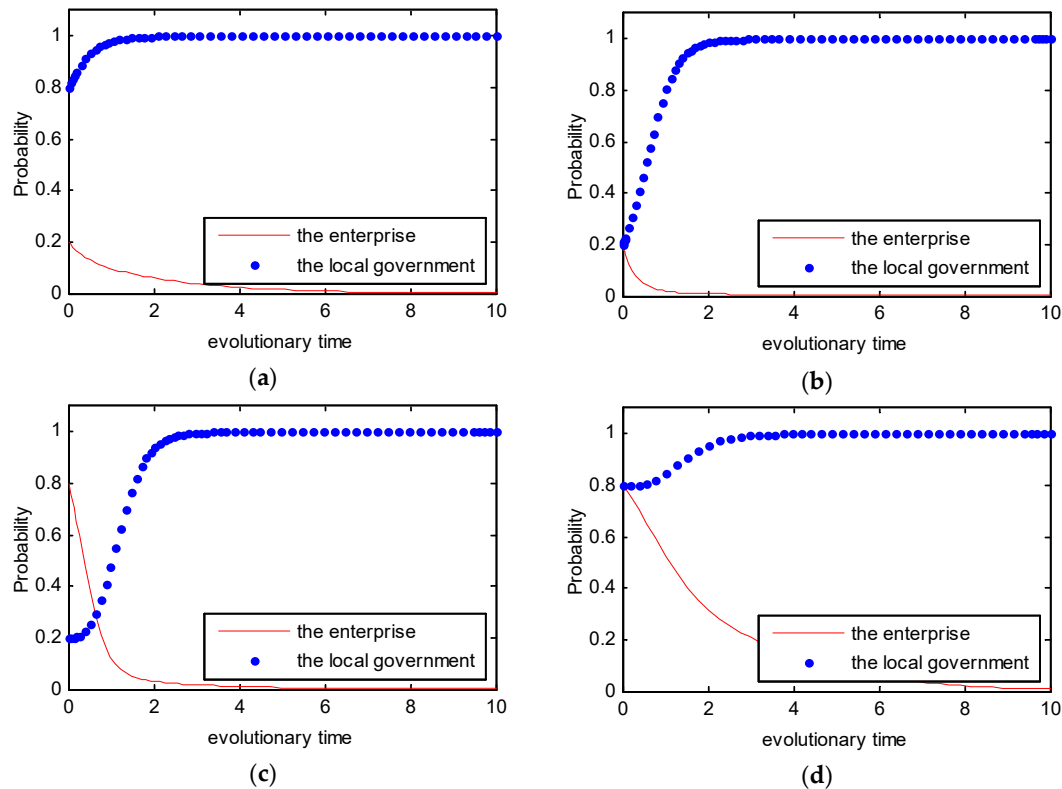 1
0.8
0.6
0.4
0.2
0
Probability
the enterprise
the local government
0 2 4 6 8 10
evolutionary time
(a)
1
0.8
0.6
0.4
0.2
0
Probability
the enterprise
the local government
0 2 4 6 8 10
evolutionary time
(b)
1
0.8
0.6
0.4
0.2
0
Probability
the enterprise
the local government
0 2 4 6 8 10
evolutionary time
(c)
1
0.8
0.6
0.4
0.2
0
Probability
the enterprise
the local government
0 2 4 6 8 10
evolutionary time
(d)